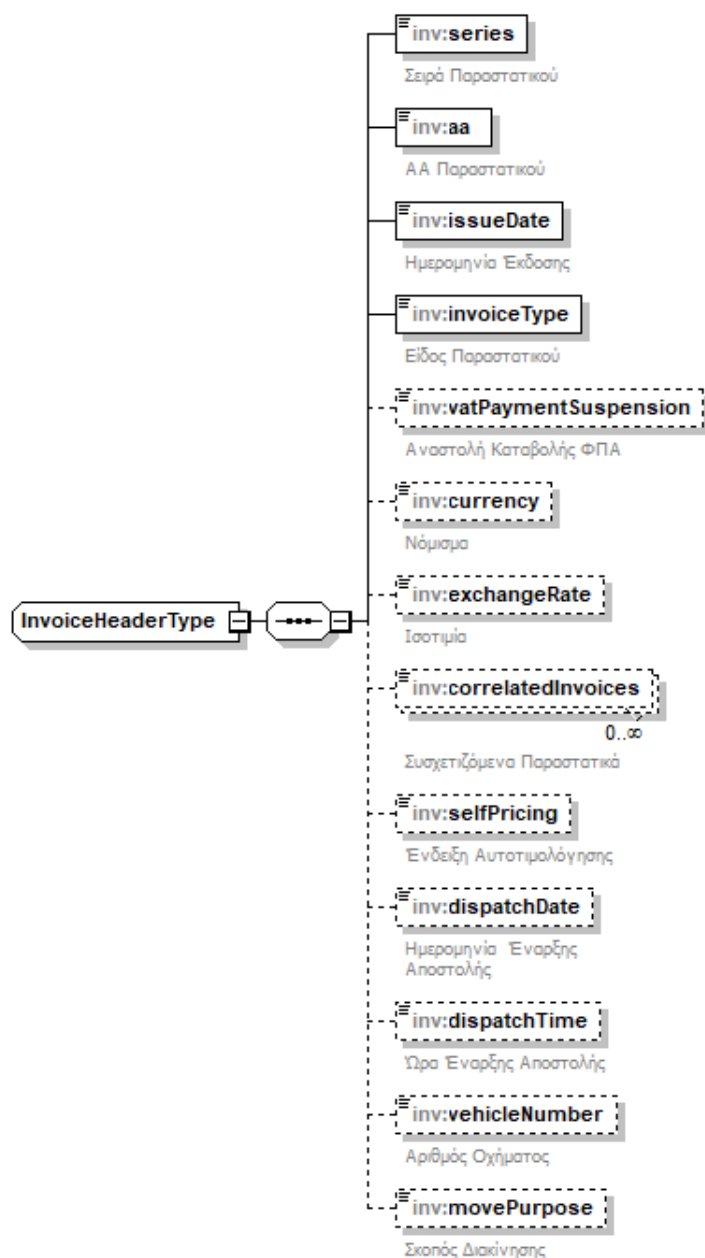 inv:series
Σειρά Παραστατικού
inv:aa
ΑΑ Παραστατικού
inv:issueDate
Ημερομηνία Έκδοσης
inv:invoiceType
Είδος Παραστατικού
inv:vatPaymentSuspension
Αναστολή Καταβολής ΦΠΑ
inv:currency
Νόμισμα
inv:exchangeRate
Ισοτιμία
InvoiceHeaderType
inv:correlatedInvoices
0..∞
Συσχετιζόμενα Παραστατικά
inv:selfPricing
Ένδειξη Αυτοτιμολόγησης
inv:dispatchDate
Ημερομηνία Έναρξης
Αποστολής
inv:dispatchTime
Ώρα Έναρξης Αποστολής
inv:vehicleNumber
Αριθμός Οχήματος
inv:movePurpose
Σκοπός Διακίνησης